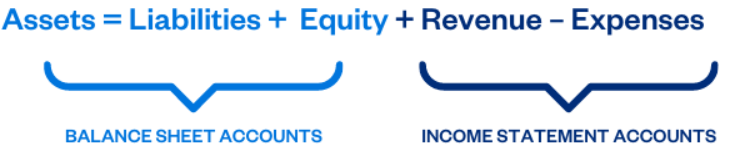 Assets = Liabilities + Equity + Revenue – Expenses
BALANCE SHEET ACCOUNTS INCOME STATEMENT ACCOUNTS